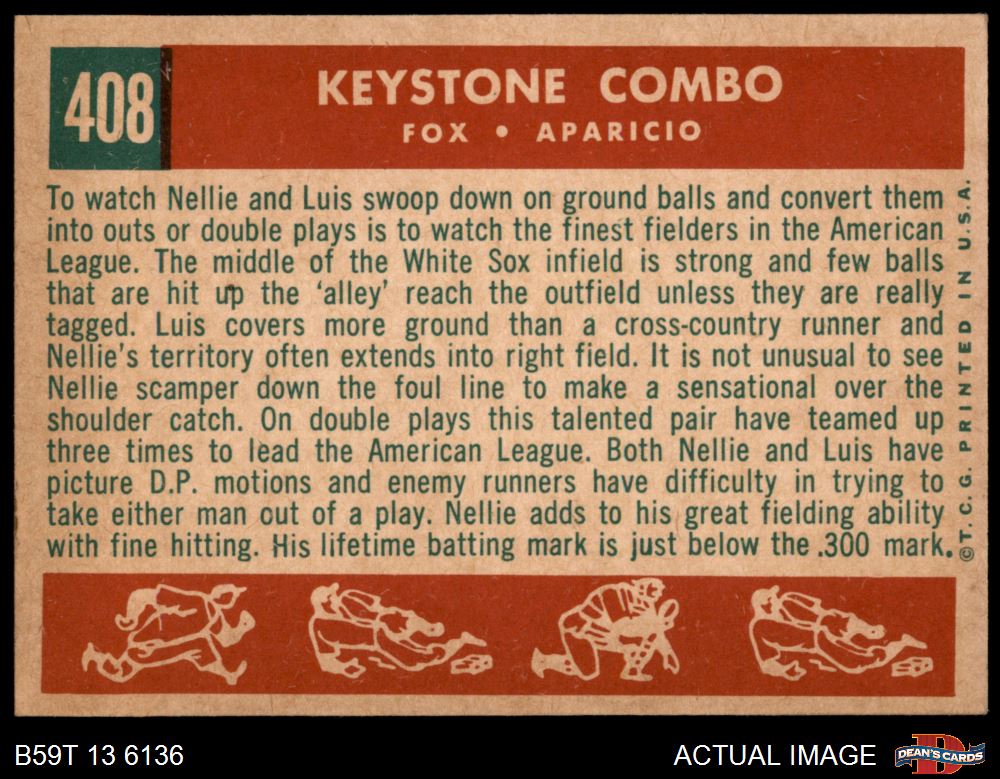 408
KEYSTONE COMBO
FOX • APARICIO
To watch Nellie and Luis swoop down on ground balls and convert them
into outs or double plays is to watch the finest fielders in the American
League. The middle of the White Sox infield is strong and few balls
that are hit up the 'alley' reach the outfield unless they are really
tagged. Luis covers more ground than a cross-country runner and
Nellie's territory often extends into right field. It is not unusual to see
Nellie scamper down the foul line to make a sensational over the
shoulder catch. On double plays this talented pair have teamed up
three times to lead the American League. Both Nellie and Luis have
picture D.P. motions and enemy runners have difficulty in trying to
take either man out of a play. Nellie adds to his great fielding ability
with fine hitting. His lifetime batting mark is just below the .300 mark.
©T.C.G. PRINTED IN U.S.A.
B59T 13 6136
ACTUAL IMAGE
D
DEAN'S CARDS